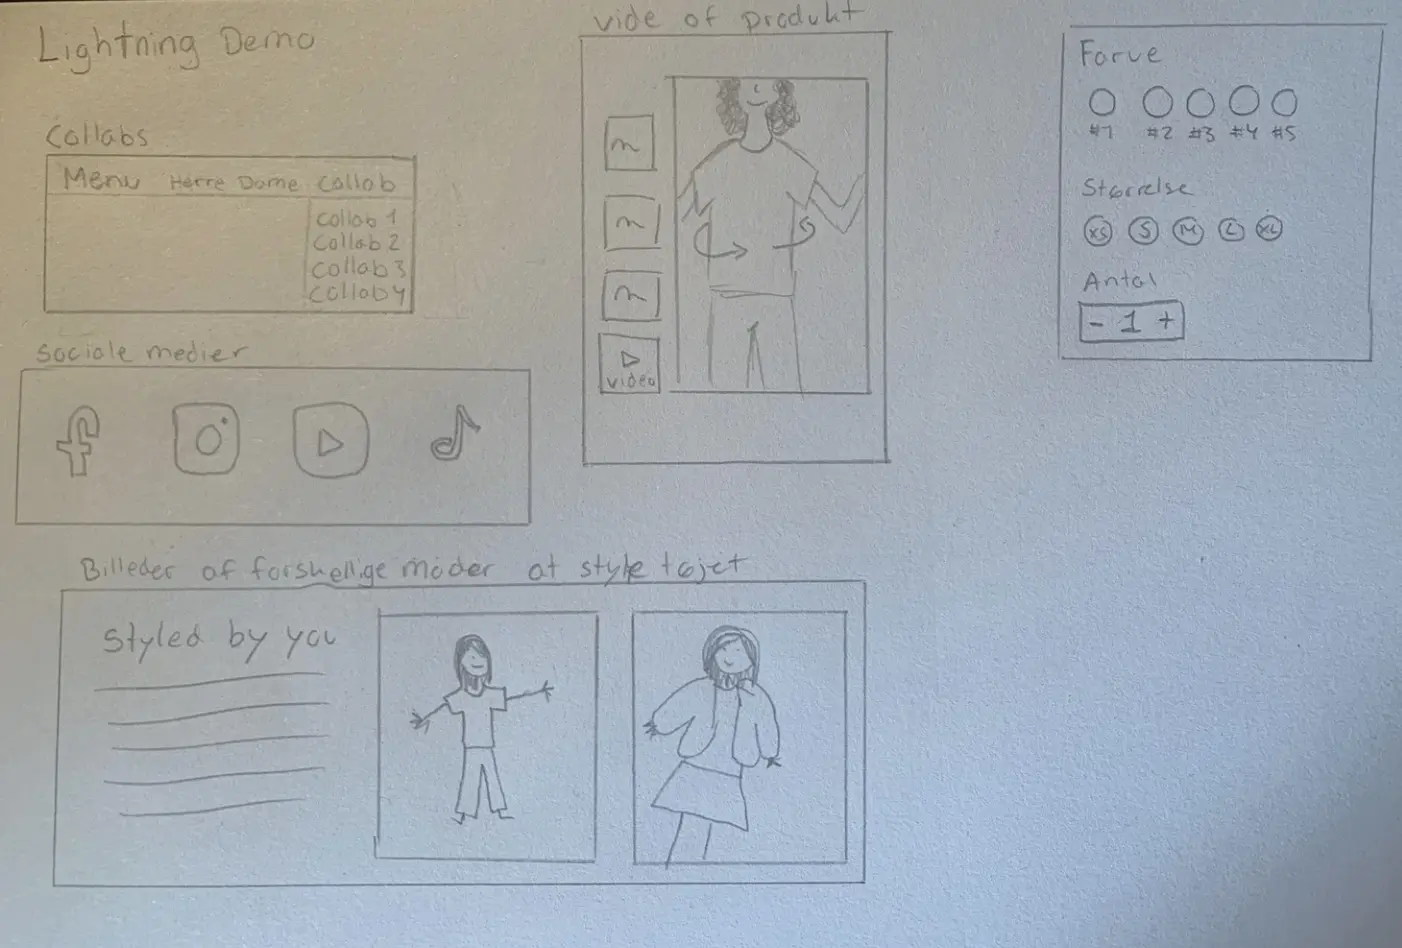 Lightning Demo
Collabs
Menu Herre Dame Collab
Collab 1
Collab 2
Collab 3
Collab 4
Sociale medier
f
vide of produkt
video
Farve
#1 #2 #3 #4 #5
Størrelse
XS S M L XL
Antal
- 1 +
Billeder af forskellige måder at style tøjet
Styled by you